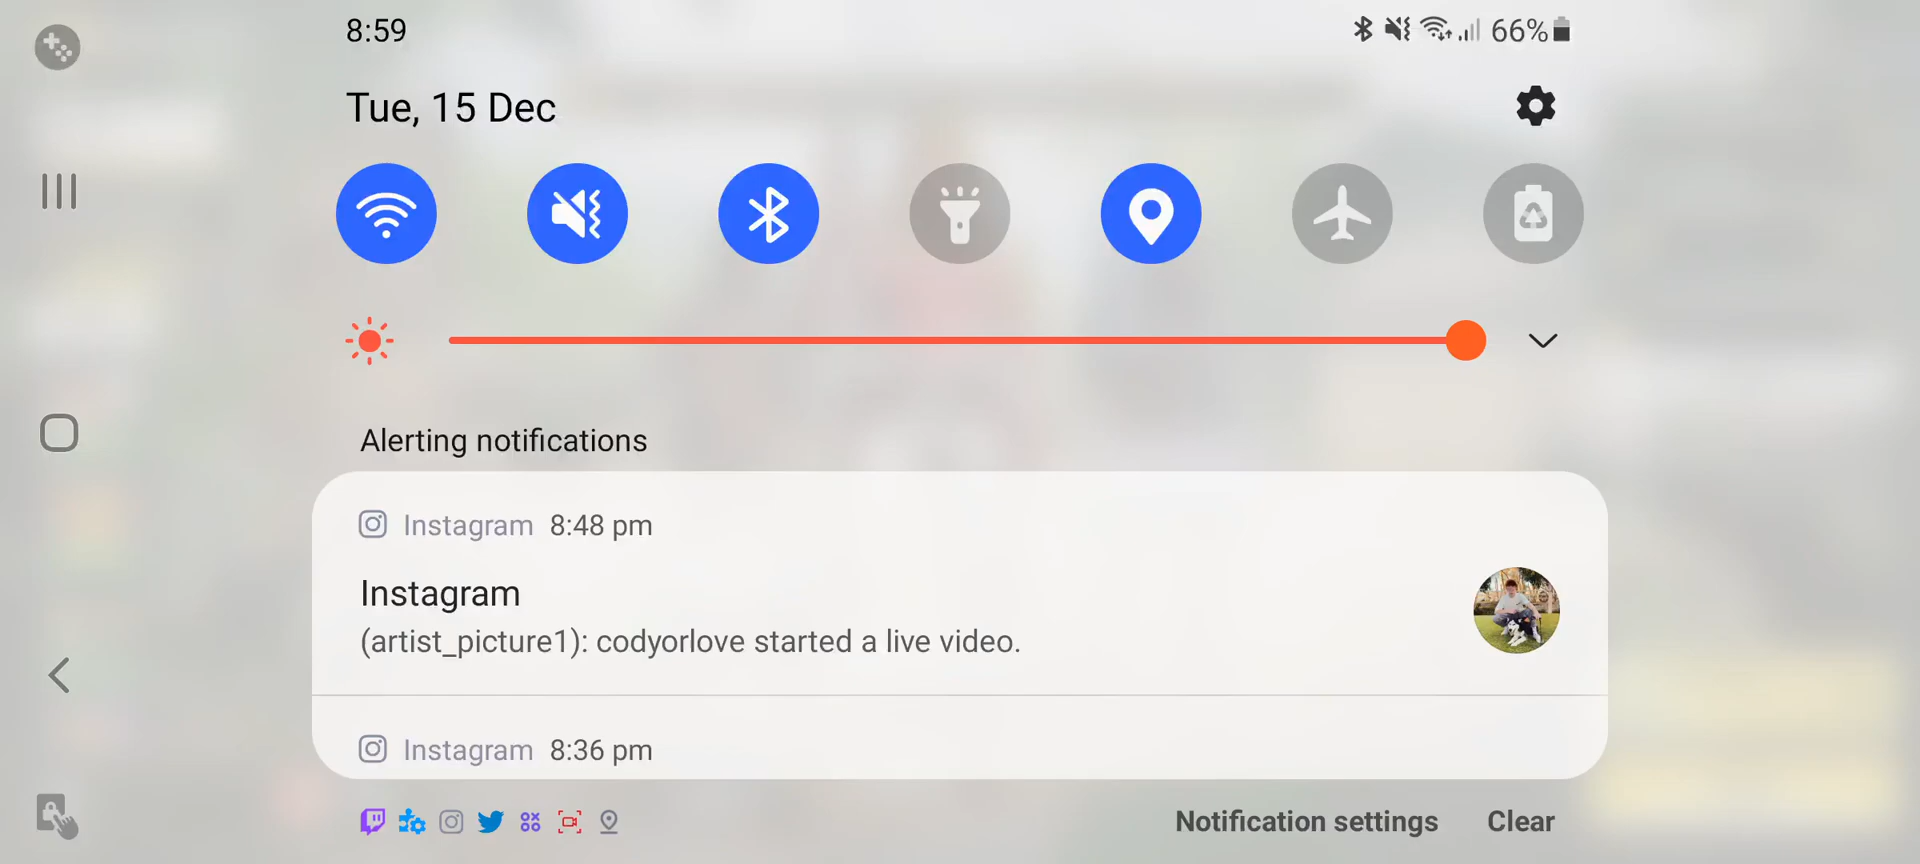 8:59
66%
Tue, 15 Dec
Alerting notifications
Instagram 8:48 pm
Instagram
(artist_picture1): codyorlove started a live video.
Instagram 8:36 pm
Notification settings Clear